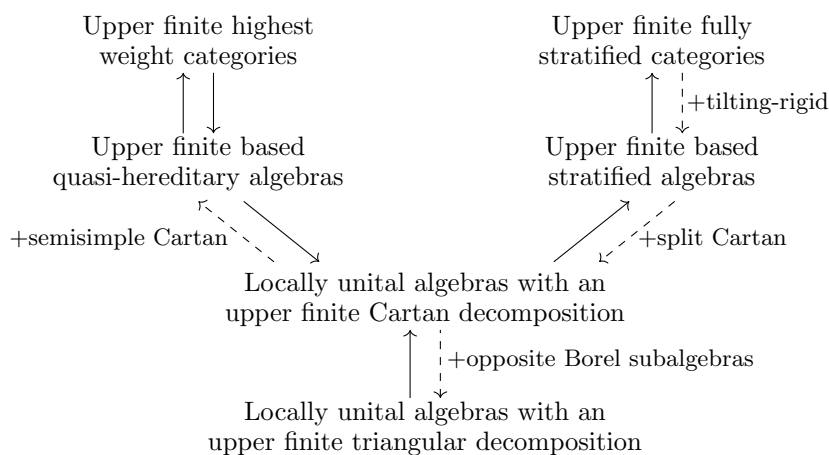 Upper finite highest
weight categories
Upper finite fully
stratified categories
+tilting-rigid
Upper finite based
quasi-hereditary algebras
Upper finite based
stratified algebras
+semisimple Cartan
+split Cartan
Locally unital algebras with an
upper finite Cartan decomposition
+opposite Borel subalgebras
Locally unital algebras with an
upper finite triangular decomposition